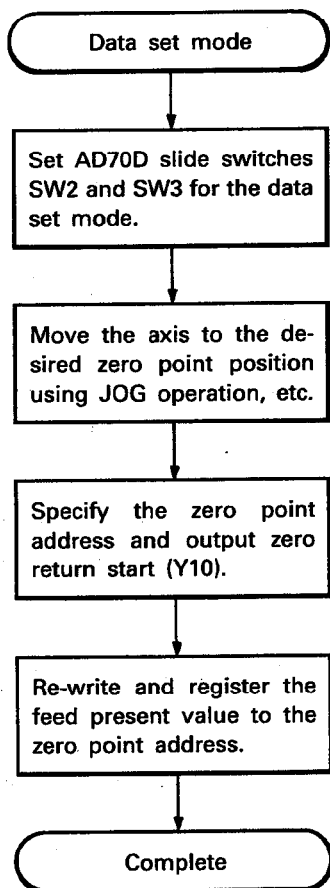 Data set mode
Set AD70D slide switches
SW2 and SW3 for the data
set mode.
Move the axis to the de-
sired zero point position
using JOG operation, etc.
Specify the zero point
address and output zero
return start (Y10).
Re-write and register the
feed present value to the
zero point address.
Complete